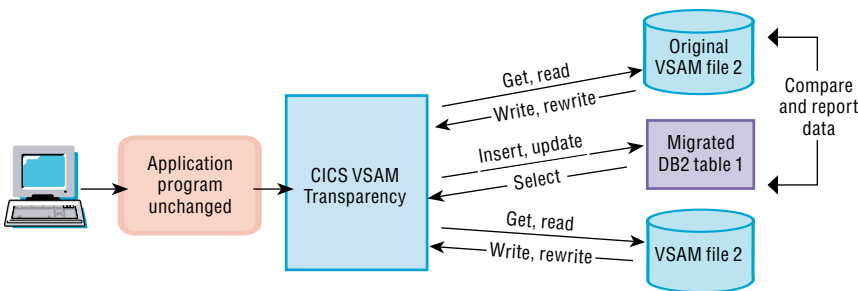 Application
program
unchanged
CICS VSAM
Transparency
Get, read
Write, rewrite
Insert, update
Select
Get, read
Write, rewrite
Original
VSAM file 2
Migrated
DB2 table 1
VSAM file 2
Compare
and report
data